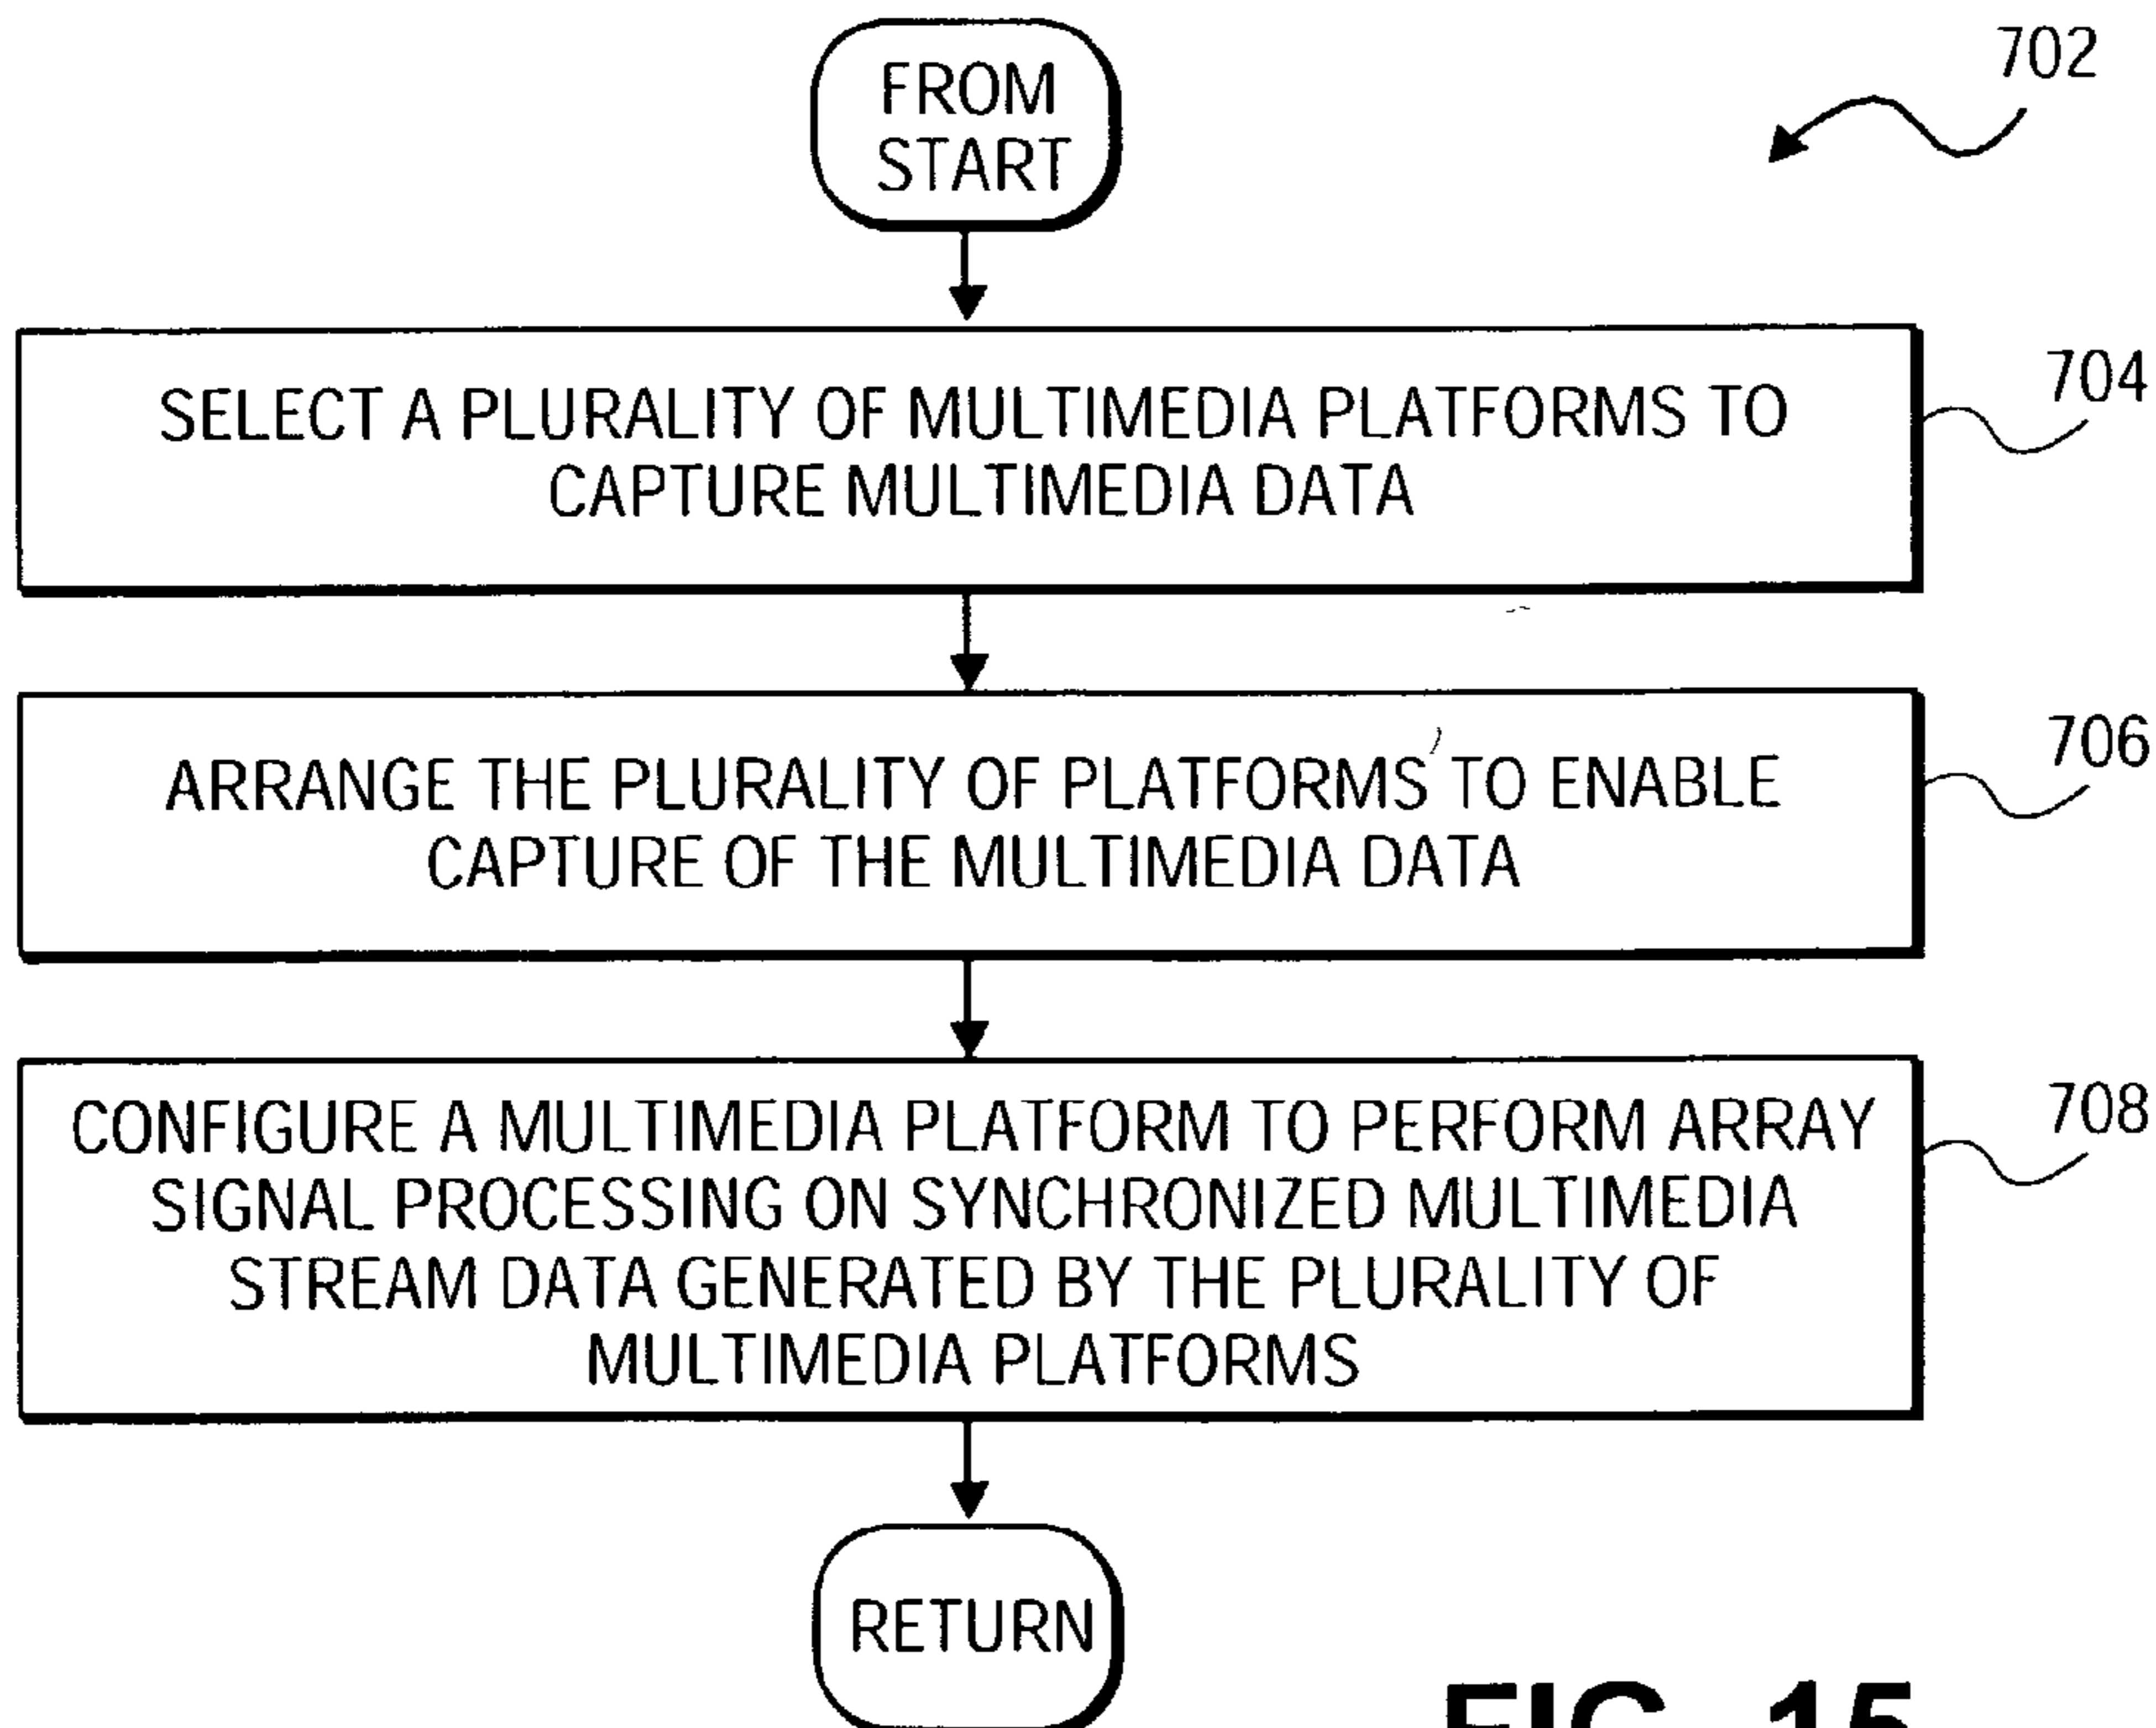 FROM
START
702
SELECT A PLURALITY OF MULTIMEDIA PLATFORMS TO
CAPTURE MULTIMEDIA DATA
704
ARRANGE THE PLURALITY OF PLATFORMS TO ENABLE
CAPTURE OF THE MULTIMEDIA DATA
706
CONFIGURE A MULTIMEDIA PLATFORM TO PERFORM ARRAY
SIGNAL PROCESSING ON SYNCHRONIZED MULTIMEDIA
STREAM DATA GENERATED BY THE PLURALITY OF
MULTIMEDIA PLATFORMS
708
RETURN
FIG. 15